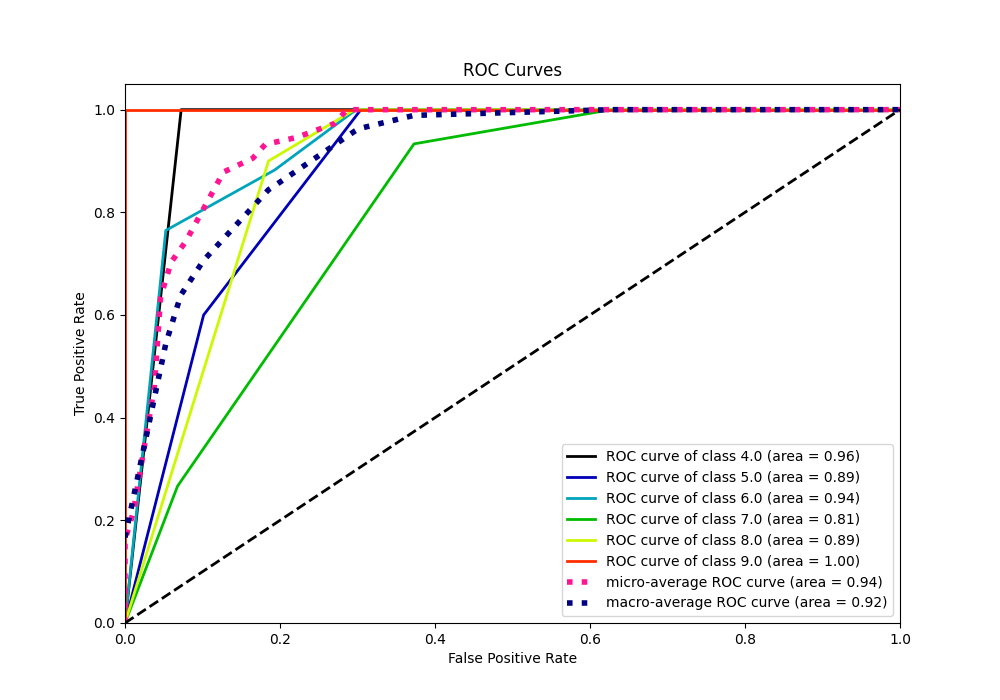 ROC Curves
True Positive Rate
1.0
0.8
0.6
0.4
0.2
0.0
0.0 0.2 0.4 0.6 0.8 1.0
False Positive Rate
ROC curve of class 4.0 (area = 0.96)
ROC curve of class 5.0 (area = 0.89)
ROC curve of class 6.0 (area = 0.94)
ROC curve of class 7.0 (area = 0.81)
ROC curve of class 8.0 (area = 0.89)
ROC curve of class 9.0 (area = 1.00)
micro-average ROC curve (area = 0.94)
macro-average ROC curve (area = 0.92)